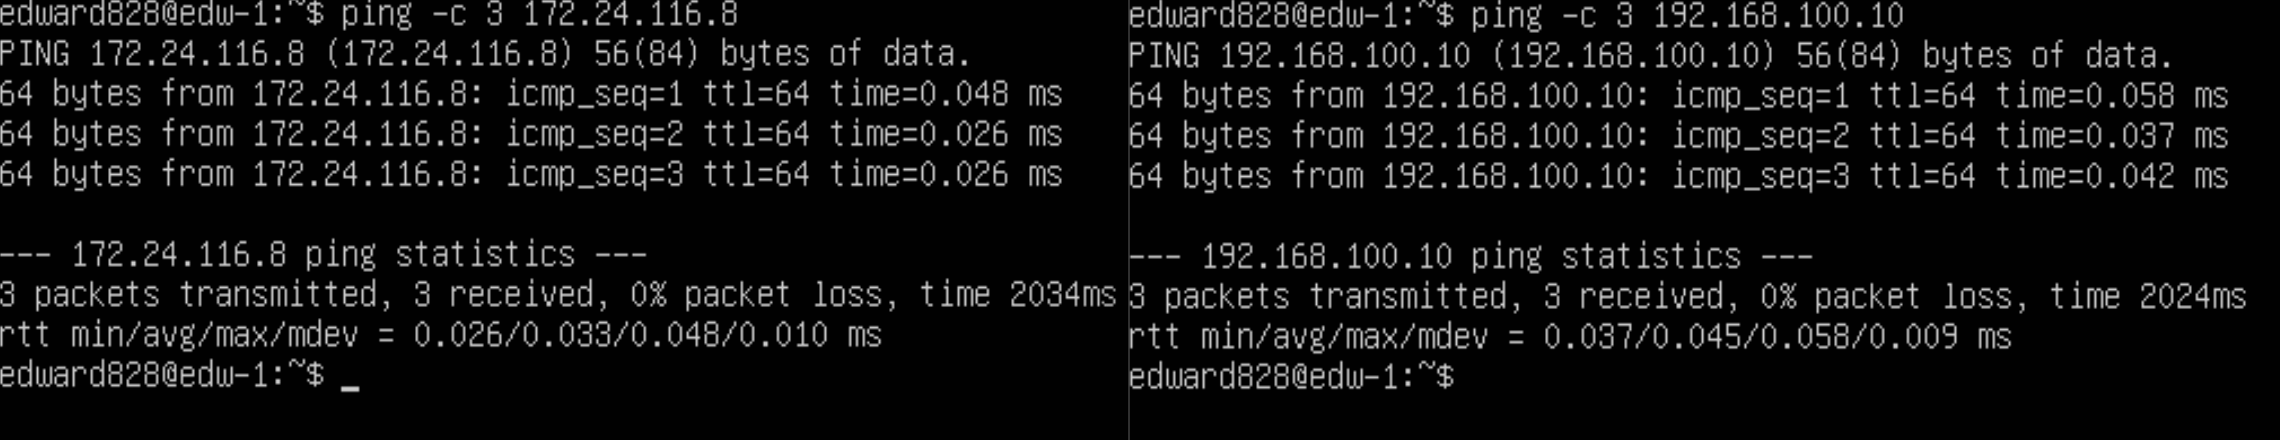 edward828@edw-1:~$ ping -c 3 172.24.116.8
PING 172.24.116.8 (172.24.116.8) 56(84) bytes of data.
64 bytes from 172.24.116.8: icmp_seq=1 ttl=64 time=0.048 ms
64 bytes from 172.24.116.8: icmp_seq=2 ttl=64 time=0.026 ms
64 bytes from 172.24.116.8: icmp_seq=3 ttl=64 time=0.026 ms
--- 172.24.116.8 ping statistics ---
3 packets transmitted, 3 received, 0% packet loss, time 2034ms
rtt min/avg/max/mdev = 0.026/0.033/0.048/0.010 ms
edward828@edw-1:~$ _
edward828@edw-1:~$ ping -c 3 192.168.100.10
PING 192.168.100.10 (192.168.100.10) 56(84) bytes of data.
64 bytes from 192.168.100.10: icmp_seq=1 ttl=64 time=0.058 ms
64 bytes from 192.168.100.10: icmp_seq=2 ttl=64 time=0.037 ms
64 bytes from 192.168.100.10: icmp_seq=3 ttl=64 time=0.042 ms
--- 192.168.100.10 ping statistics ---
3 packets transmitted, 3 received, 0% packet loss, time 2024ms
rtt min/avg/max/mdev = 0.037/0.045/0.058/0.009 ms
edward828@edw-1:~$